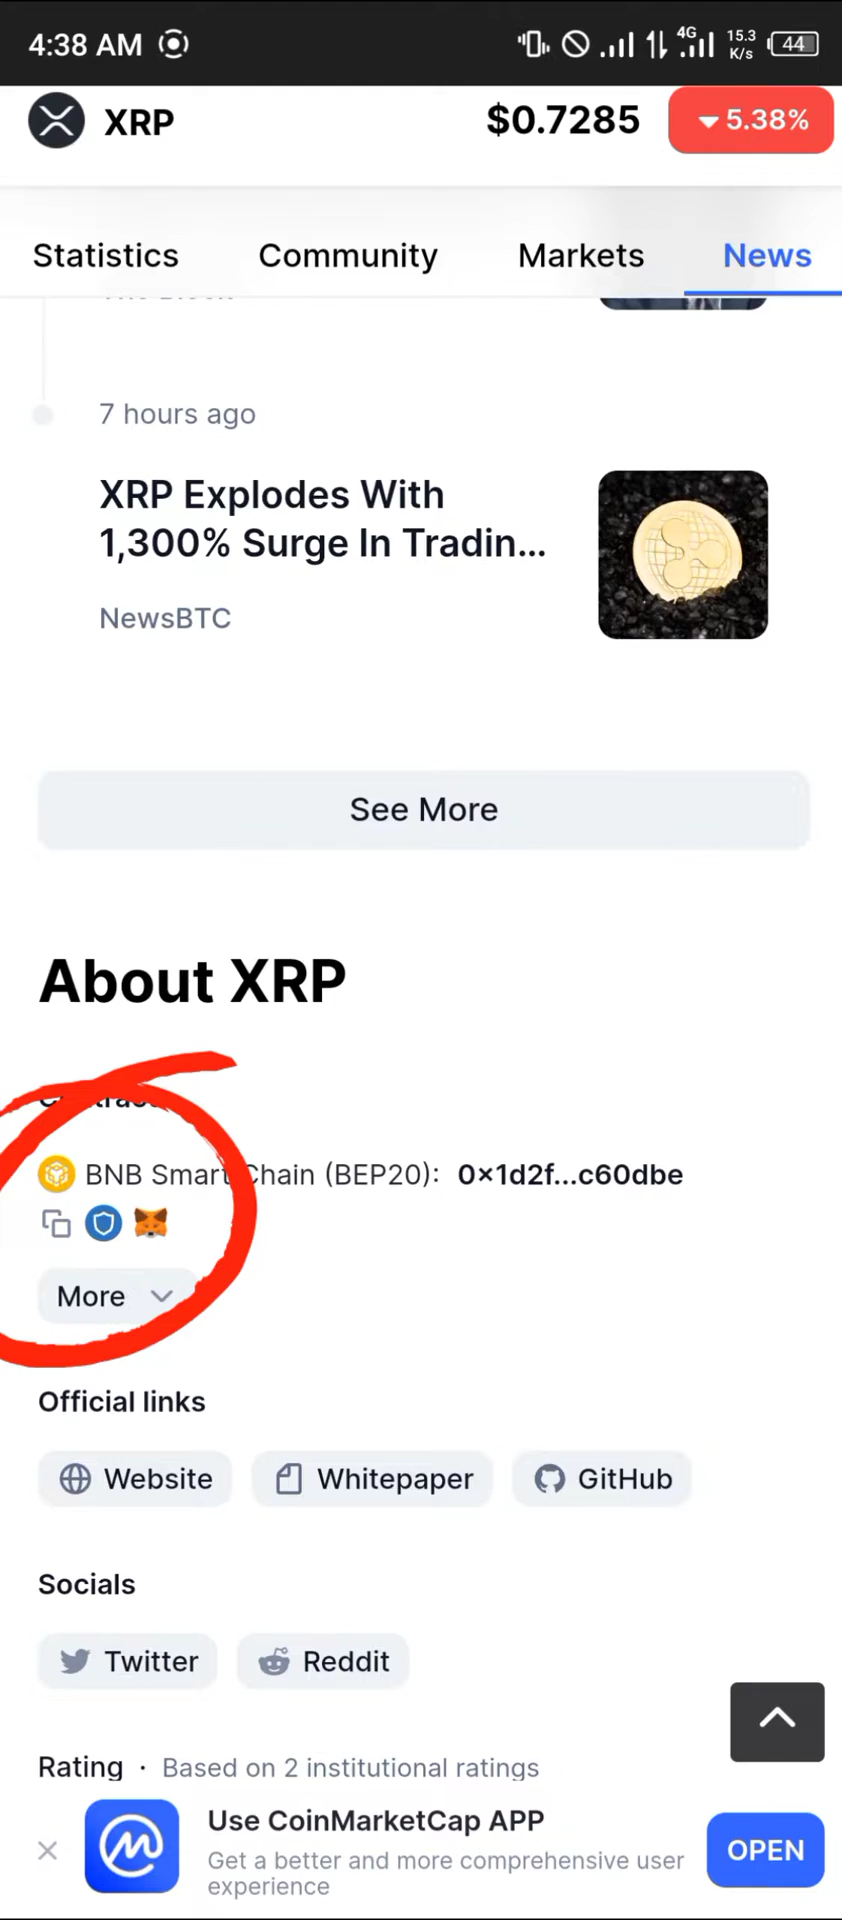 4:38 AM
4G
15.3
K/s
44
XRP
$0.7285
5.38%
Statistics
Community
Markets
News
7 hours ago
XRP Explodes With
1,300% Surge In Tradin...
NewsBTC
See More
About XRP
BNB Smart Chain (BEP20): 0x1d2f...c60dbe
More
Official links
Website
Whitepaper
GitHub
Socials
Twitter
Reddit
Rating · Based on 2 institutional ratings
Use CoinMarketCap APP
Get a better and more comprehensive user
experience
OPEN